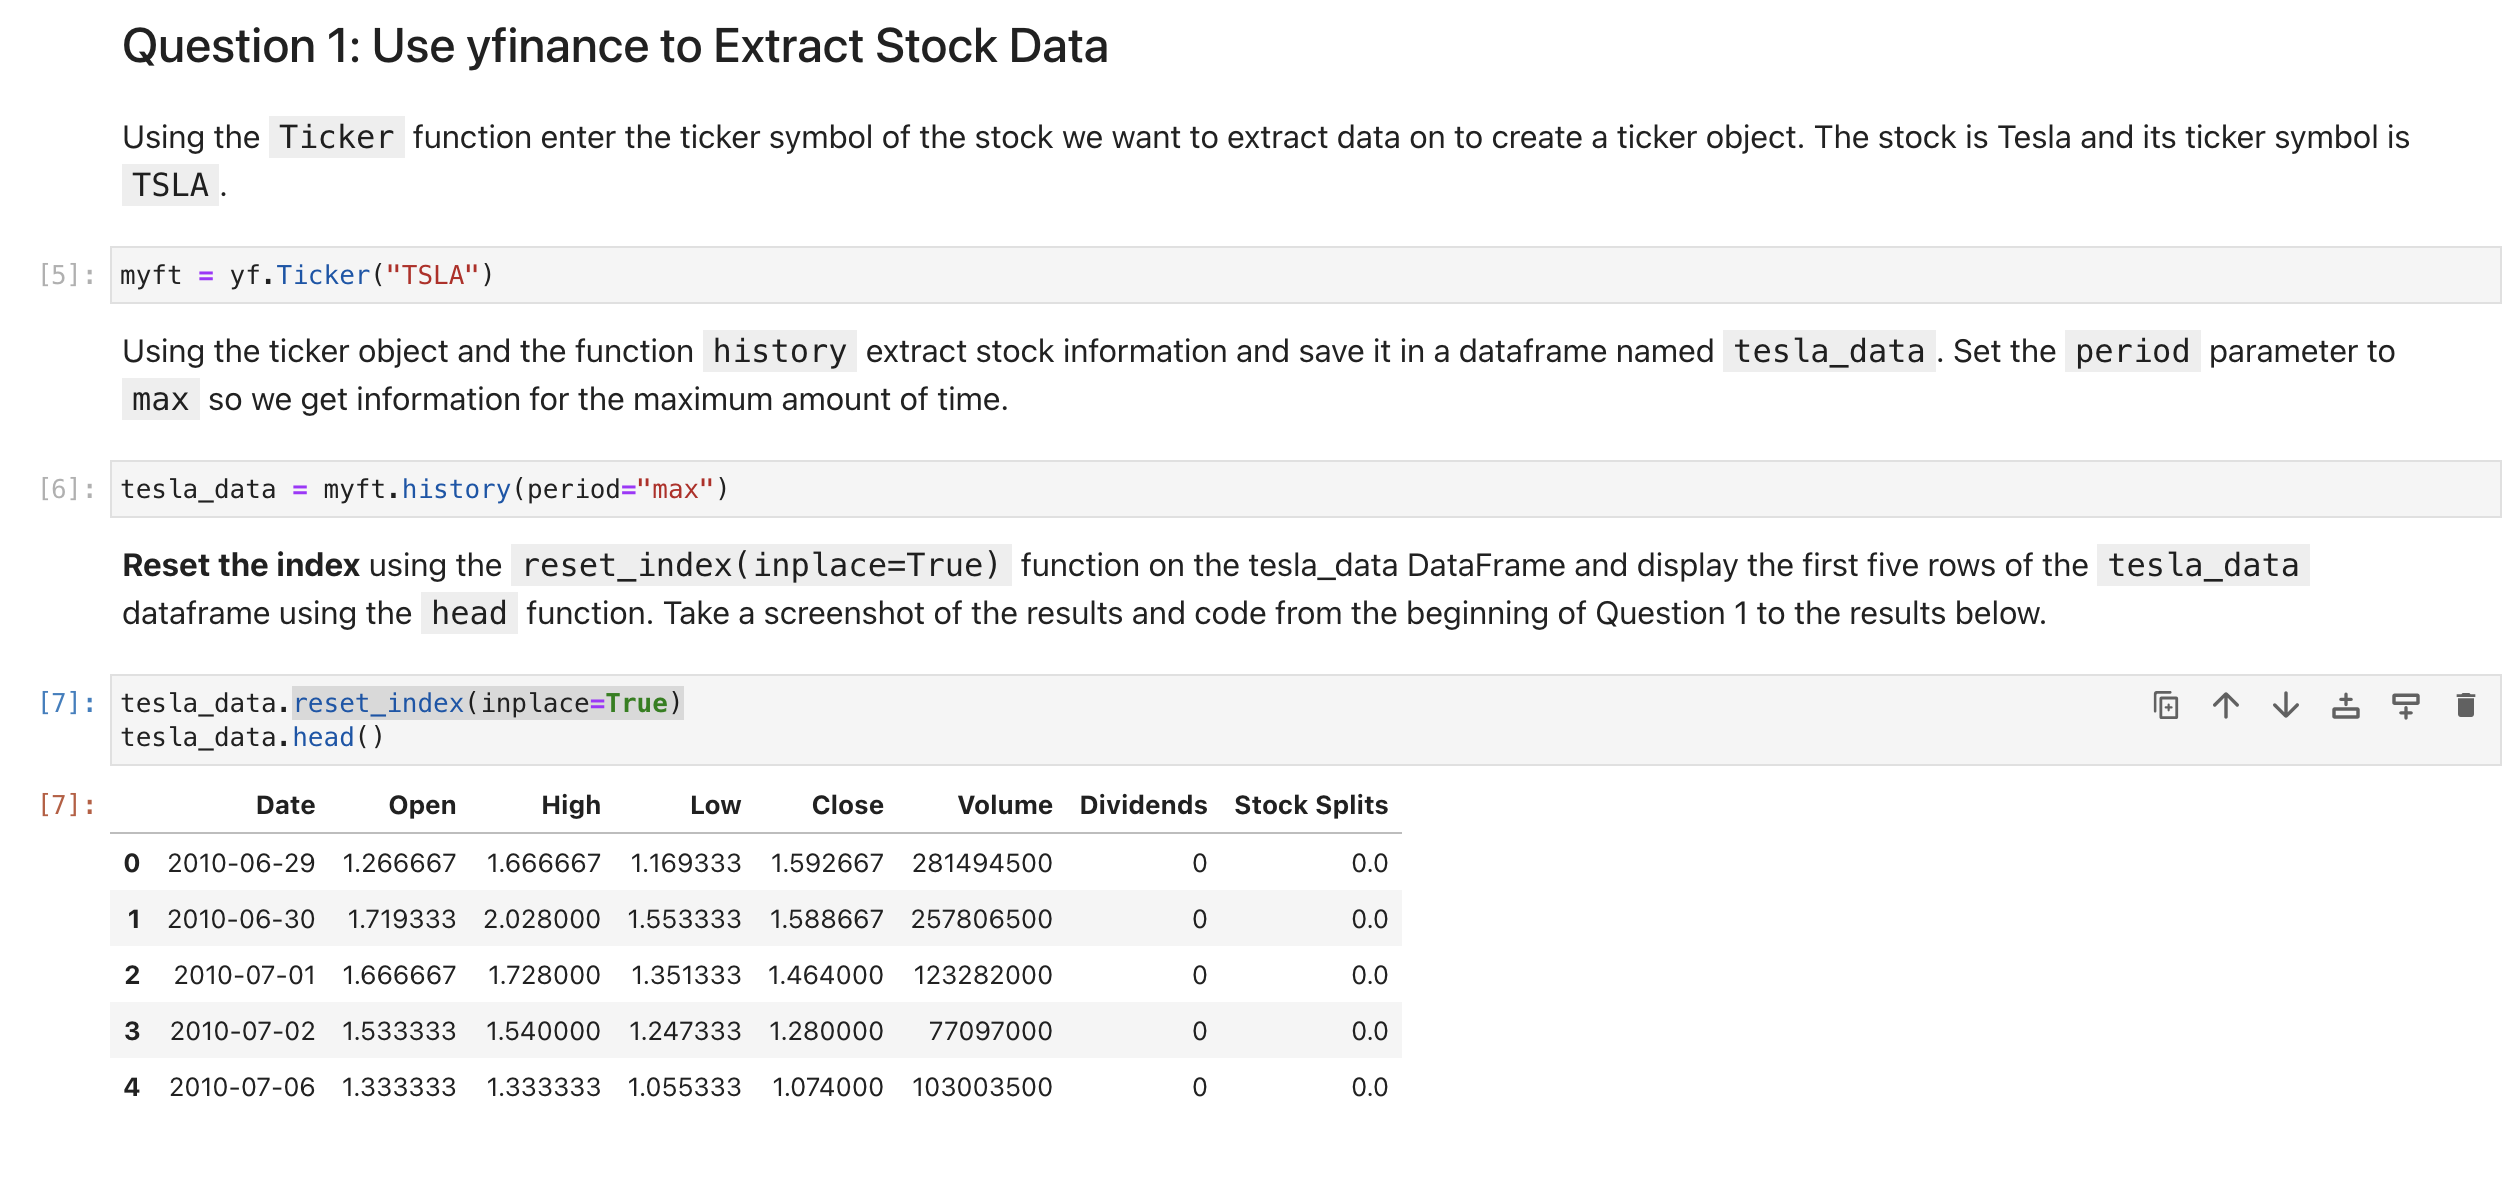 Question 1: Use yfinance to Extract Stock Data
Using the Ticker function enter the ticker symbol of the stock we want to extract data on to create a ticker object. The stock is Tesla and its ticker symbol is
TSLA .
[5]: myft = yf.Ticker("TSLA")
Using the ticker object and the function history extract stock information and save it in a dataframe named tesla_data . Set the period parameter to
max so we get information for the maximum amount of time.
[6]: tesla_data = myft.history(period="max")
Reset the index using the reset_index(inplace=True) function on the tesla_data DataFrame and display the first five rows of the tesla_data
dataframe using the head function. Take a screenshot of the results and code from the beginning of Question 1 to the results below.
[7]: tesla_data.reset_index(inplace=True)
tesla_data.head()
[7]: Date Open High Low Close Volume Dividends Stock Splits
0 2010-06-29 1.266667 1.666667 1.169333 1.592667 281494500 0 0.0
1 2010-06-30 1.719333 2.028000 1.553333 1.588667 257806500 0 0.0
2 2010-07-01 1.666667 1.728000 1.351333 1.464000 123282000 0 0.0
3 2010-07-02 1.533333 1.540000 1.247333 1.280000 77097000 0 0.0
4 2010-07-06 1.333333 1.333333 1.055333 1.074000 103003500 0 0.0